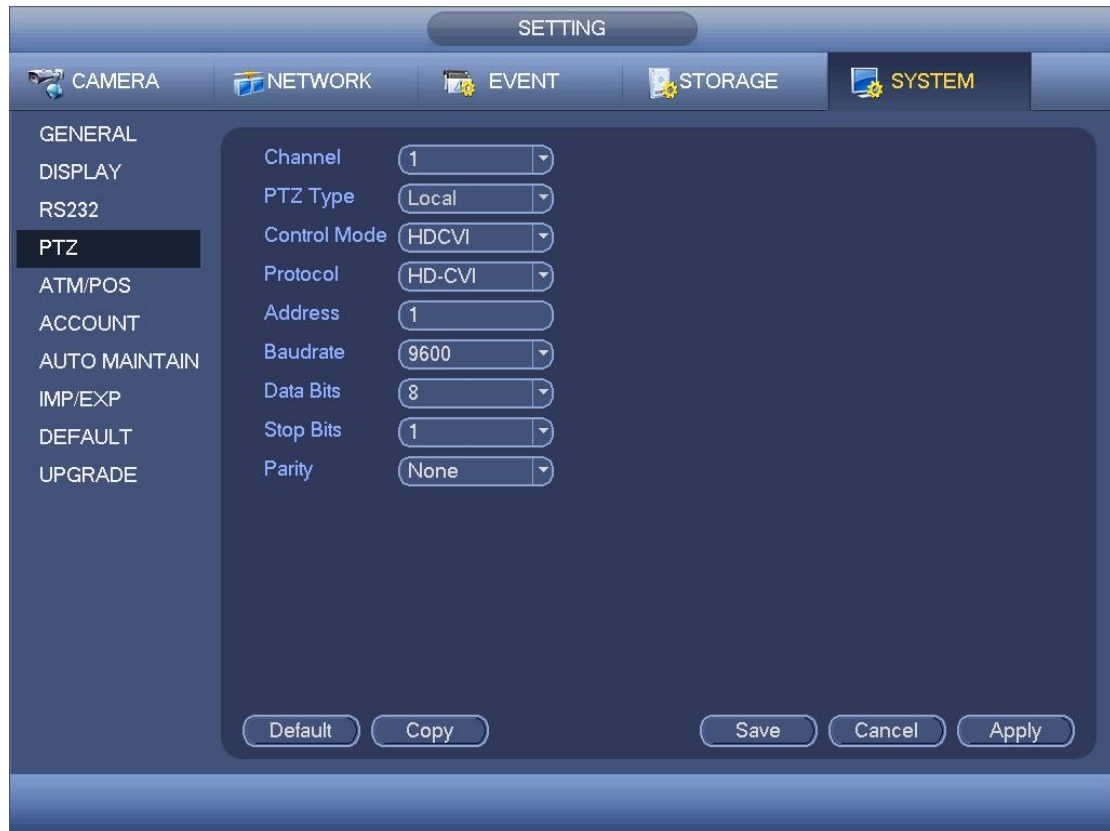 SETTING
CAMERA NETWORK EVENT STORAGE SYSTEM
GENERAL
DISPLAY
RS232
PTZ
ATM/POS
ACCOUNT
AUTO MAINTAIN
IMP/EXP
DEFAULT
UPGRADE
Channel 1
PTZ Type Local
Control Mode HDCVI
Protocol HD-CVI
Address 1
Baudrate 9600
Data Bits 8
Stop Bits 1
Parity None
Default Copy Save Cancel Apply